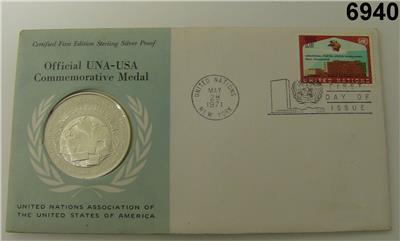 6940
Certified First Edition Sterling Silver Proof
Official UNA-USA
Commemorative Medal
UNITED NATIONS ASSOCIATION OF
THE UNITED STATES OF AMERICA
UNITED NATIONS
MAY
28
1971
NEW YORK
UNITED NATIONS
FIRST
DAY OF
ISSUE